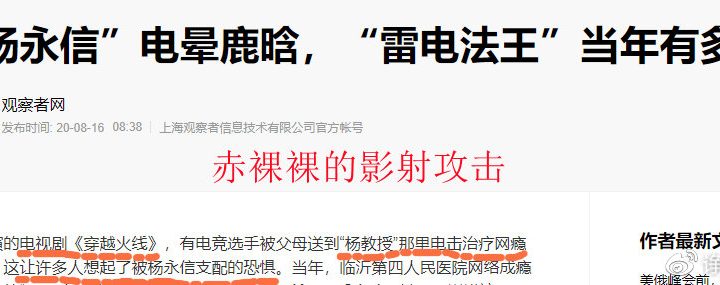 杨永信”电晕鹿晗，“雷电法王”当年有多
观察者网
发布时间: 20-08-16 08:38 上海观察者信息技术有限公司官方帐号
赤裸裸的影射攻击
演的电视剧《穿越火线》，有电竞选手被父母送到“杨教授”那里电击治疗网瘾
这让许多人想起了被杨永信支配的恐惧。当年，临沂第四人民医院网络成瘾
作者最新文
美俄峰会前，